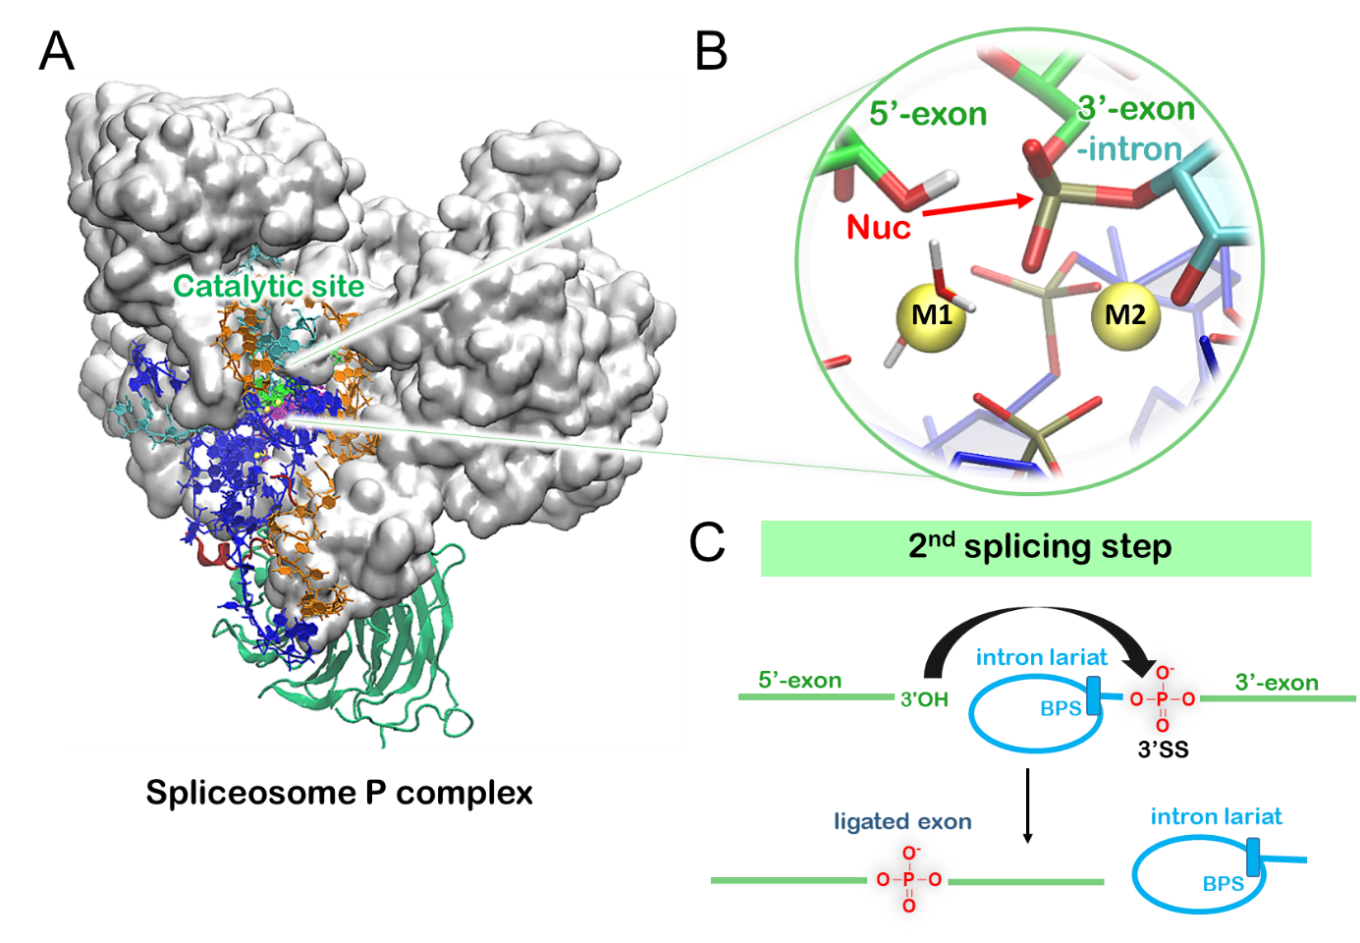 A
Catalytic site
Spliceosome P complex
B
5’-exon
3’-exon
-intron
Nuc
M1
M2
C
2nd splicing step
5’-exon
3'OH
intron lariat
BPS
O-
O-P-O
O
3’SS
3’-exon
ligated exon
O-
O-P-O
O
intron lariat
BPS